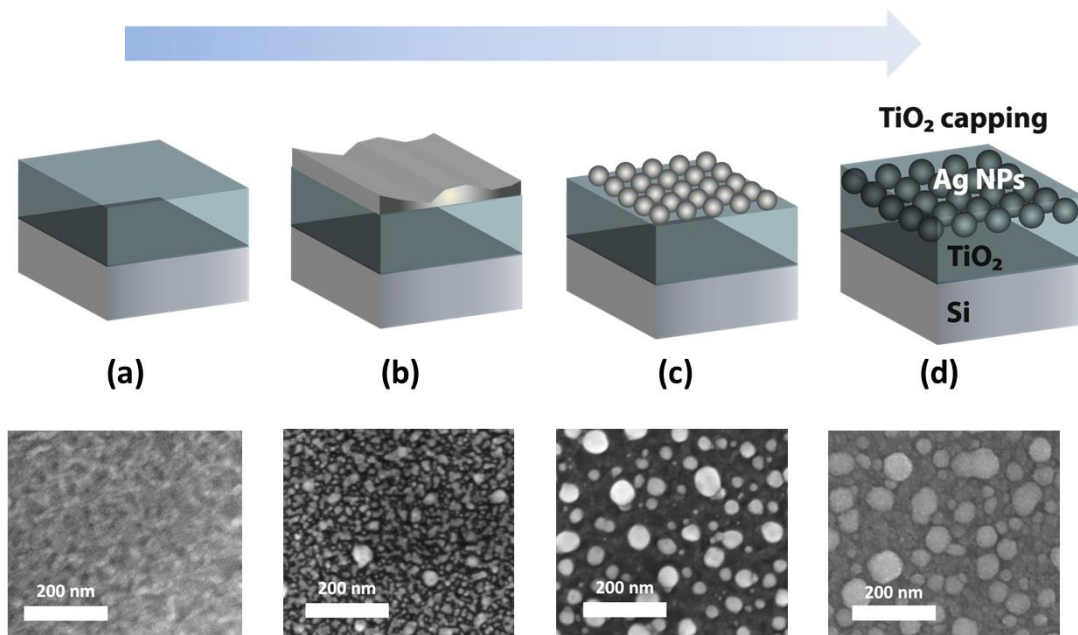 TiO₂ capping
Ag NPs
TiO₂
Si
(a)
(b)
(c)
(d)
200 nm
200 nm
200 nm
200 nm